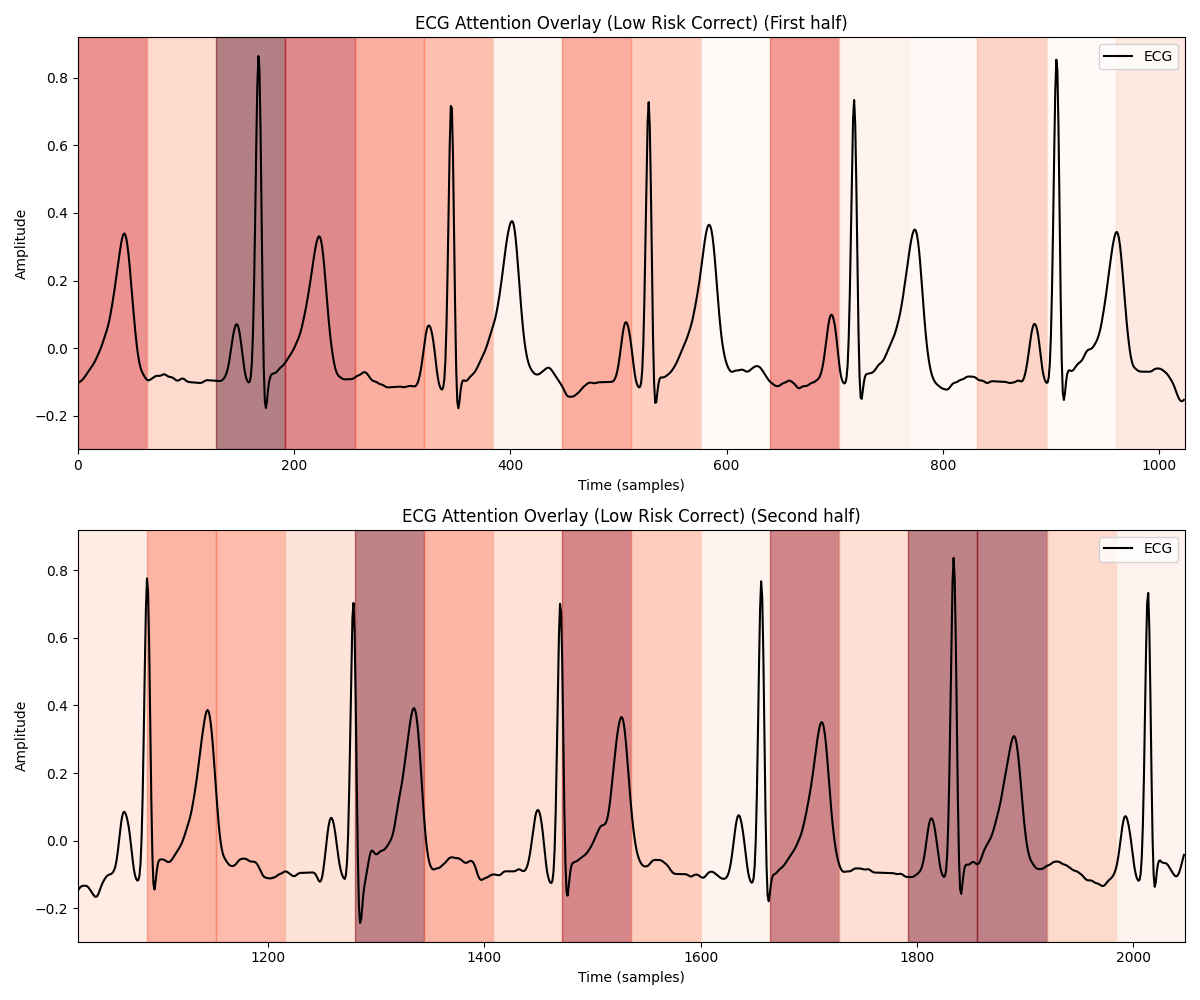 ECG Attention Overlay (Low Risk Correct) (First half)
ECG
Amplitude
0.8
0.6
0.4
0.2
0.0
−0.2
0 200 400 600 800 1000
Time (samples)
ECG Attention Overlay (Low Risk Correct) (Second half)
ECG
Amplitude
0.8
0.6
0.4
0.2
0.0
−0.2
1200 1400 1600 1800 2000
Time (samples)